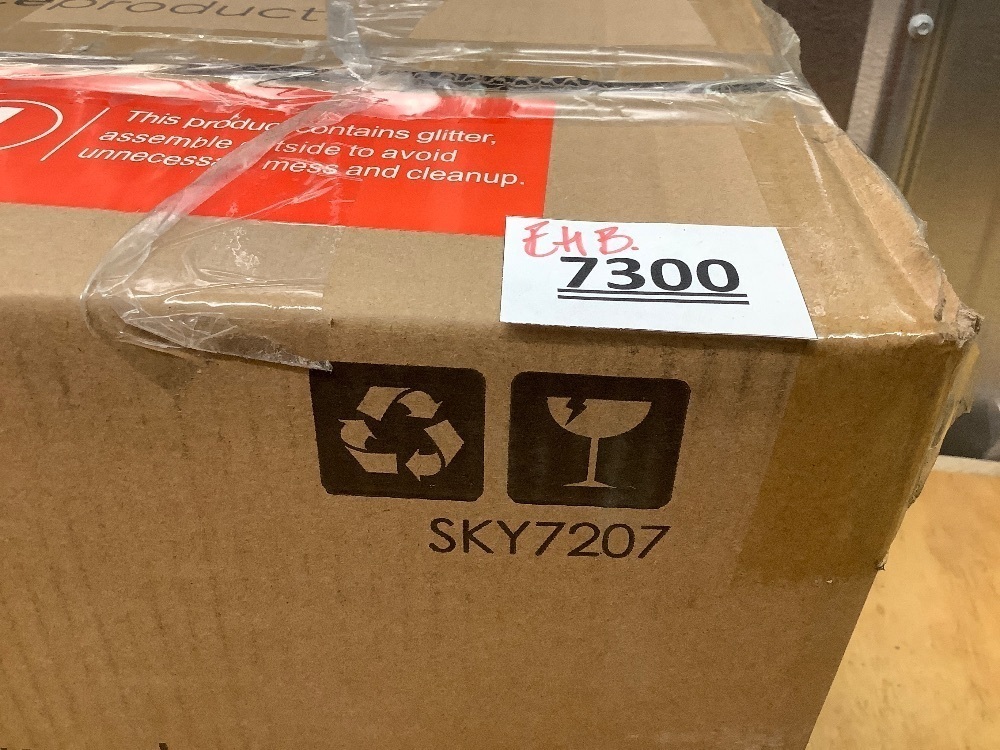 This product contains glitter,
assemble outside to avoid
unnecessary mess and cleanup.
EHB.
7300
SKY7207